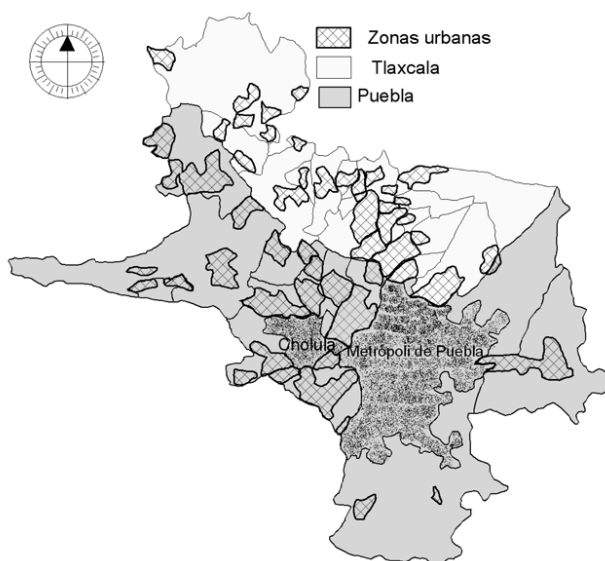 Zonas urbanas
Tlaxcala
Puebla
Cholula
Metrópoli de Puebla